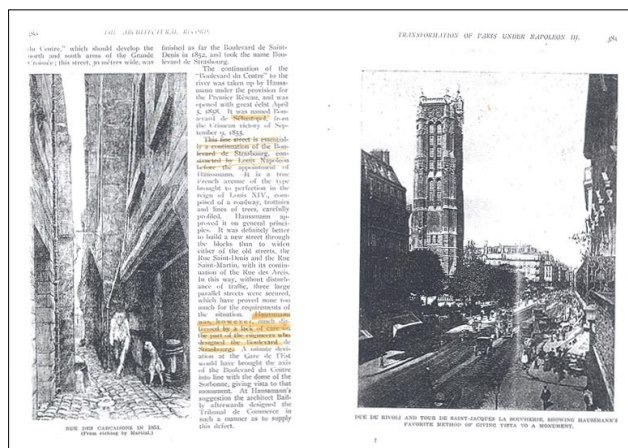 380
THE ARCHITECTURAL RECORD.
du Centre," which should develop the
north and south area of the Grande
Croisée; this street, 30 meters wide, was
finished as far the Boulevard de Saint-
Denis in 1852, and took the name Bou-
levard de Strasbourg.
The continuation of the
"Boulevard du Centre" to the
river was taken up by Hauss-
mann under the provision for
the Premier Réseau, and was
opened with great éclat April
5, 1858. It was named Bou-
levard de Sébastopol, from
the Crimean victory of Sep-
tember 9, 1855.
This fine street is essential-
ly a continuation of the Bou-
levard de Strasbourg, con-
structed by Louis Napoleon
before the appointment of
Haussmann. It is a true
French avenue of the type
brought to perfection in the
reign of Louis XIV., com-
posed of a roadway, trottoirs
and lines of trees, carefully
profiled. Haussmann ap-
proved it on general princi-
ples. It was definitely better
to build a new street through
the blocks than to widen
either of the old streets, the
Rue Saint-Denis and the Rue
Saint-Martin, with its contin-
uation of the Rue des Arcis.
In this way, without disturb-
ance of traffic, three large
parallel streets were secured,
which have proved none too
much for the requirements of
the situation. Haussmann
was, however, much dis-
tressed by a lack of care on
the part of the engineers who
designed the Boulevard de
Strasbourg. A minute devi-
ation at the Gare de l'Est
would have brought the axis
of the Boulevard du Centre
into line with the dome of the
Sorbonne, giving vista to that
monument. At Haussmann's
suggestion the architect Bail-
ly afterwards designed the
Tribunal de Commerce in
such a manner as to supply
this defect.
RUE DES CARCAISONS IN 1851.
(From etching by Martial.)
TRANSFORMATION OF PARIS UNDER NAPOLEON III.
381
RUE DE RIVOLI AND TOUR DE SAINT-JACQUES LA BOUCHERIE, SHOWING HAUSSMANN'S
FAVORITE METHOD OF GIVING VISTA TO A MONUMENT.